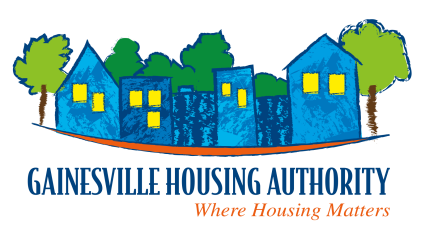 GAINESVILLE HOUSING AUTHORITY
Where Housing Matters